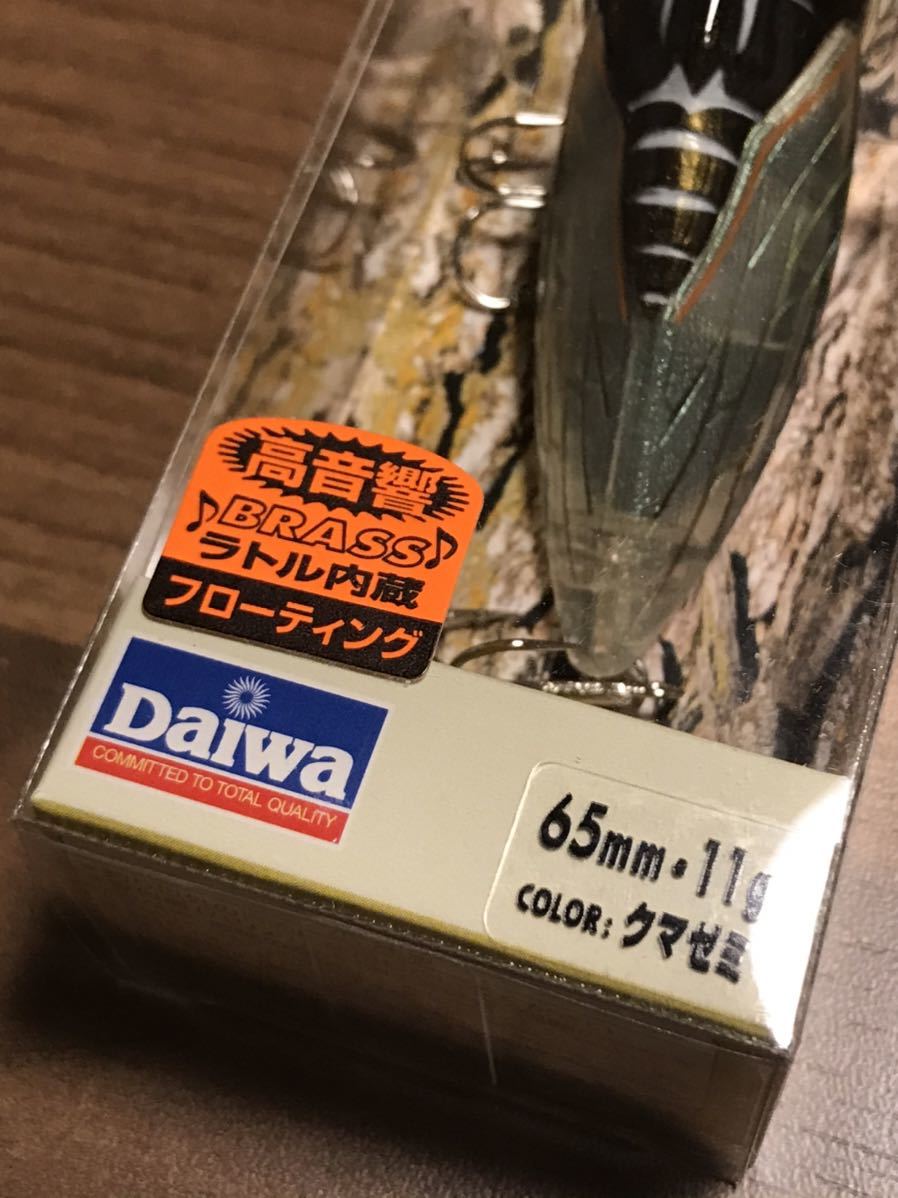 高音響
♪BRASS♪
ラトル内蔵
フローティング
Daiwa
COMMITTED TO TOTAL QUALITY
65mm・11g
COLOR: クマゼミ